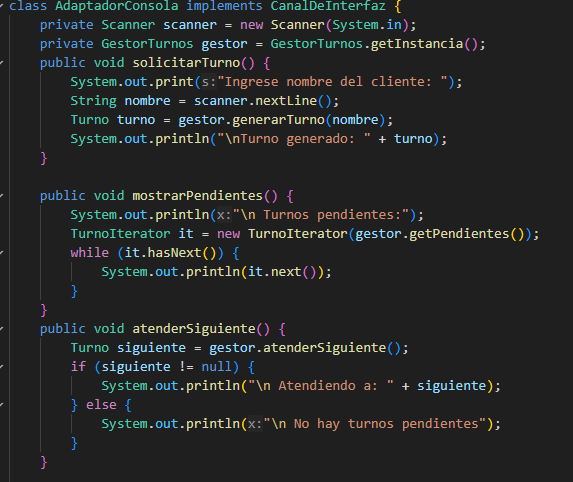 class AdaptadorConsola implements CanalDeInterfaz {
    private Scanner scanner = new Scanner(System.in);
    private GestorTurnos gestor = GestorTurnos.getInstancia();
    public void solicitarTurno() {
        System.out.print(s:"Ingrese nombre del cliente: ");
        String nombre = scanner.nextLine();
        Turno turno = gestor.generarTurno(nombre);
        System.out.println("\nTurno generado: " + turno);
    }

    public void mostrarPendientes() {
        System.out.println(x:"\n Turnos pendientes:");
        TurnoIterator it = new TurnoIterator(gestor.getPendientes());
        while (it.hasNext()) {
            System.out.println(it.next());
        }
    }
    public void atenderSiguiente() {
        Turno siguiente = gestor.atenderSiguiente();
        if (siguiente != null) {
            System.out.println("\n Atendiendo a: " + siguiente);
        } else {
            System.out.println(x:"\n No hay turnos pendientes");
        }
    }